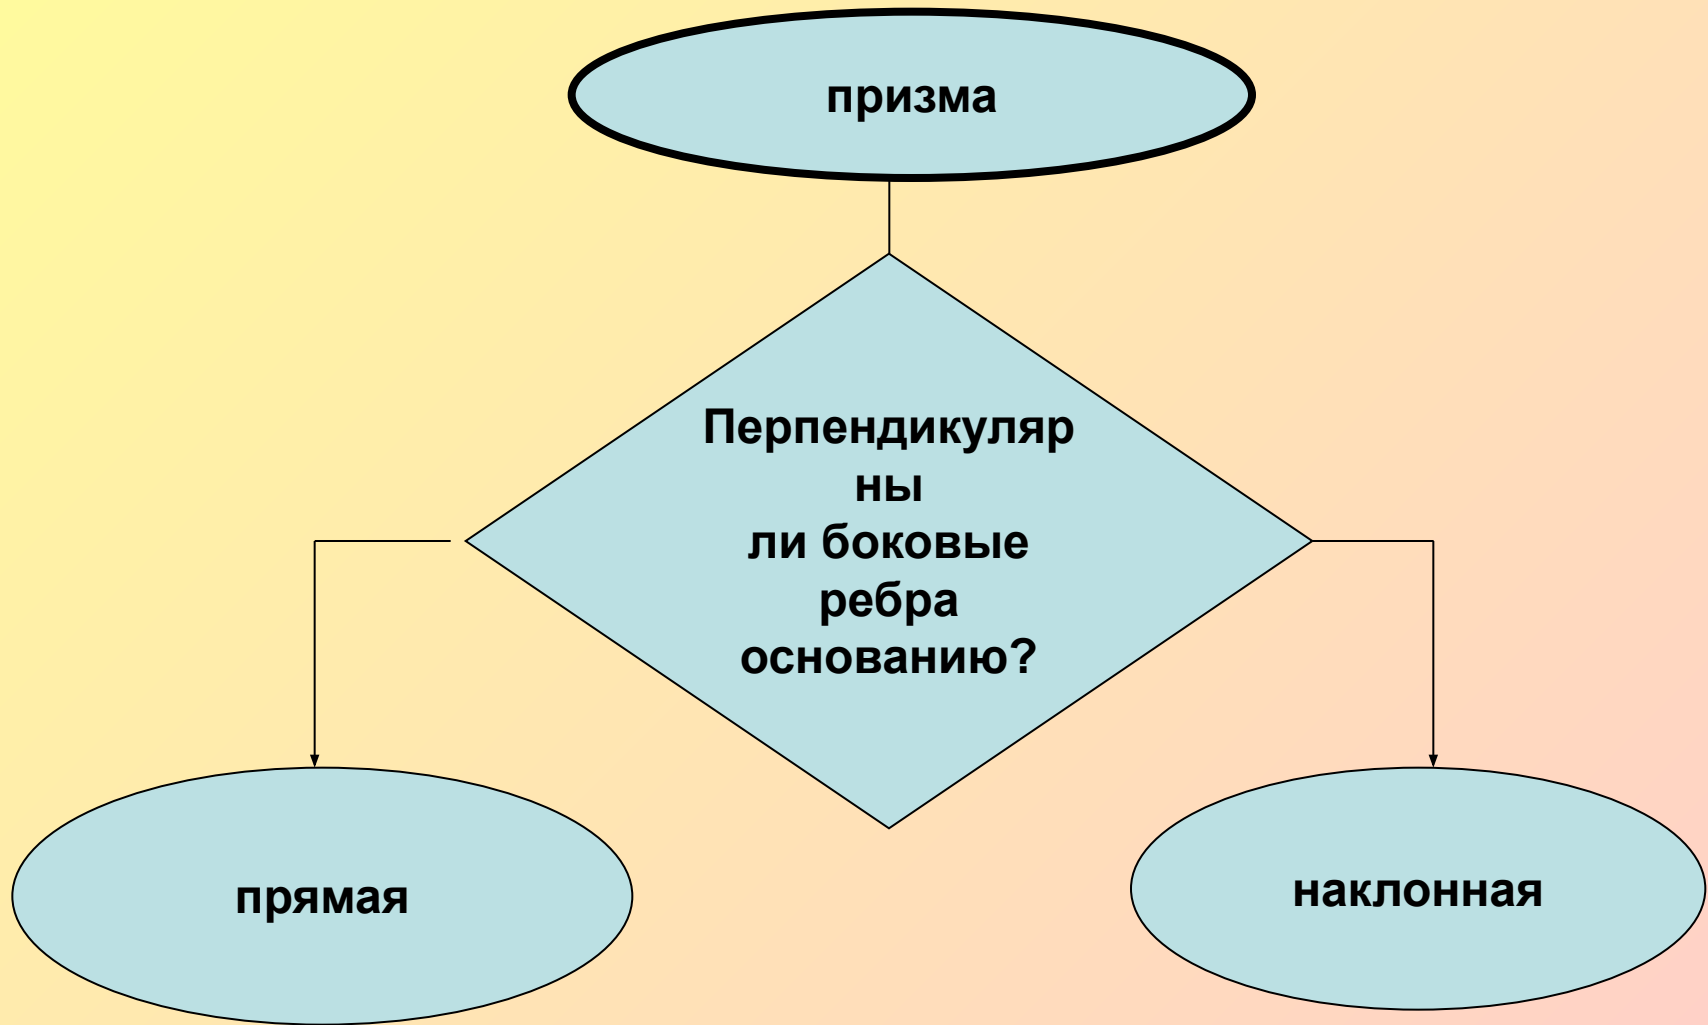 призма
Перпендикуляр
ны
ли боковые
ребра
основанию?
прямая
наклонная